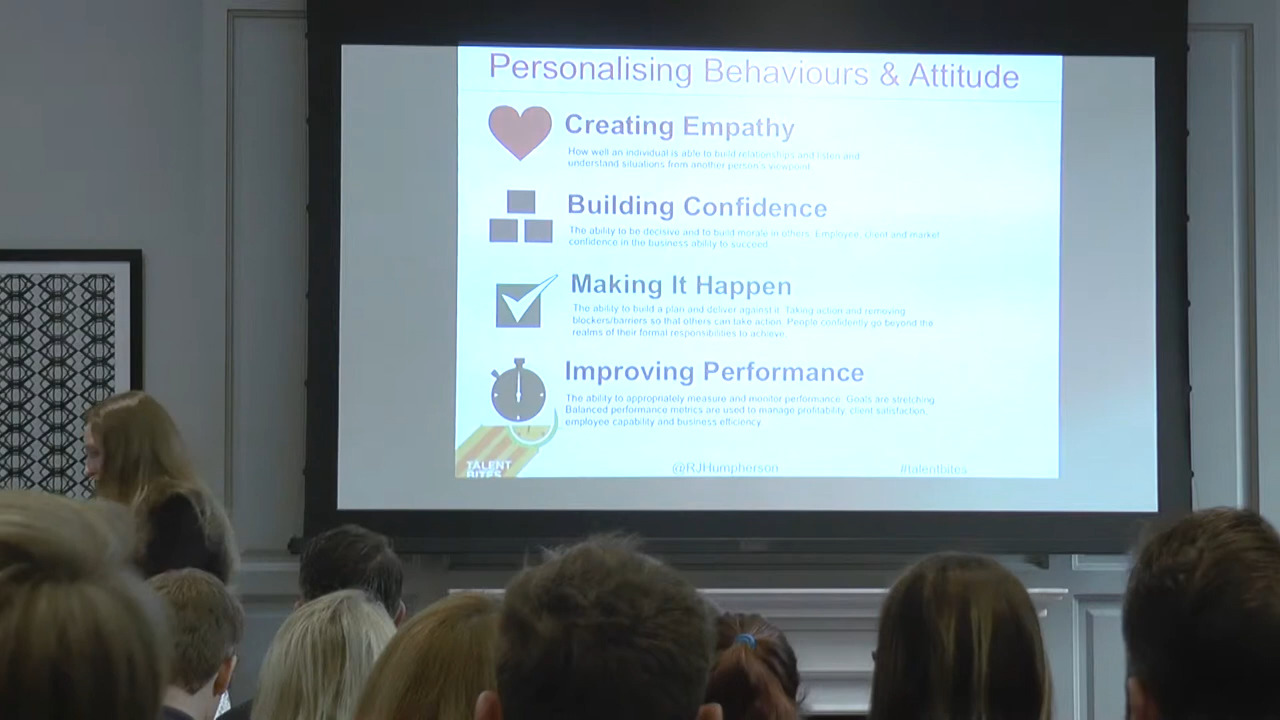 Personalising Behaviours & Attitude
Creating Empathy
How well an individual is able to build relationships and listen and
understand situations from another person's viewpoint.
Building Confidence
The ability to be decisive and to build morale in others. Employee, client and market
confidence in the business ability to succeed.
Making It Happen
The ability to build a plan and deliver against it. Taking action and removing
blockers/barriers so that others can take action. People confidently go beyond the
realms of their formal responsibilities to achieve.
Improving Performance
The ability to appropriately measure and monitor performance. Goals are stretching.
Balanced performance metrics are used to manage profitability, client satisfaction,
employee capability and business efficiency.
TALENT
BITES
@RJHumpherson
#talentbites